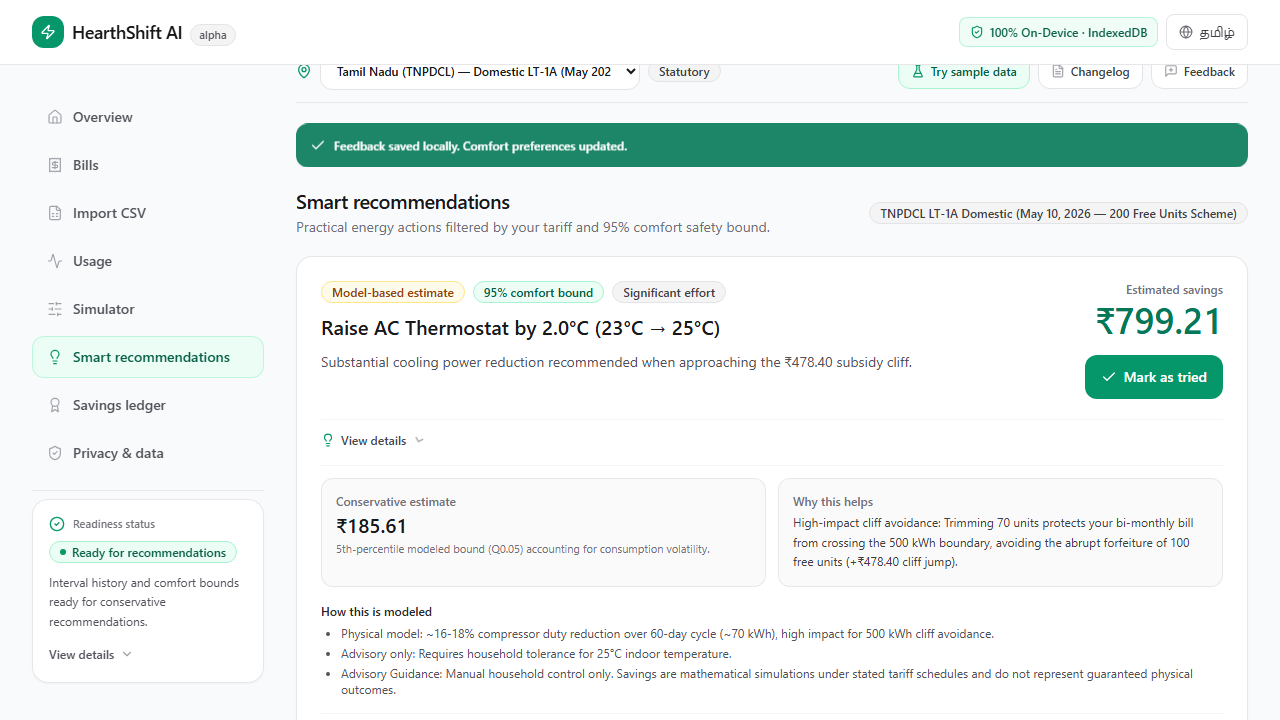 HearthShift AI
alpha
100% On-Device · IndexedDB
தமிழ்
Tamil Nadu (TNPDCL) — Domestic LT-1A (May 202
Statutory
Try sample data
Changelog
Feedback
Overview
Bills
Import CSV
Usage
Simulator
Smart recommendations
Savings ledger
Privacy & data
Readiness status
Ready for recommendations
Interval history and comfort bounds
ready for conservative
recommendations.
View details
Feedback saved locally. Comfort preferences updated.
Smart recommendations
Practical energy actions filtered by your tariff and 95% comfort safety bound.
TNPDCL LT-1A Domestic (May 10, 2026 — 200 Free Units Scheme)
Model-based estimate
95% comfort bound
Significant effort
Raise AC Thermostat by 2.0°C (23°C → 25°C)
Substantial cooling power reduction recommended when approaching the ₹478.40 subsidy cliff.
Estimated savings
₹799.21
Mark as tried
View details
Conservative estimate
₹185.61
5th-percentile modeled bound (Q0.05) accounting for consumption volatility.
Why this helps
High-impact cliff avoidance: Trimming 70 units protects your bi-monthly bill
from crossing the 500 kWh boundary, avoiding the abrupt forfeiture of 100
free units (+₹478.40 cliff jump).
How this is modeled
Physical model: ~16-18% compressor duty reduction over 60-day cycle (~70 kWh), high impact for 500 kWh cliff avoidance.
Advisory only: Requires household tolerance for 25°C indoor temperature.
Advisory Guidance: Manual household control only. Savings are mathematical simulations under stated tariff schedules and do not represent guaranteed physical
outcomes.